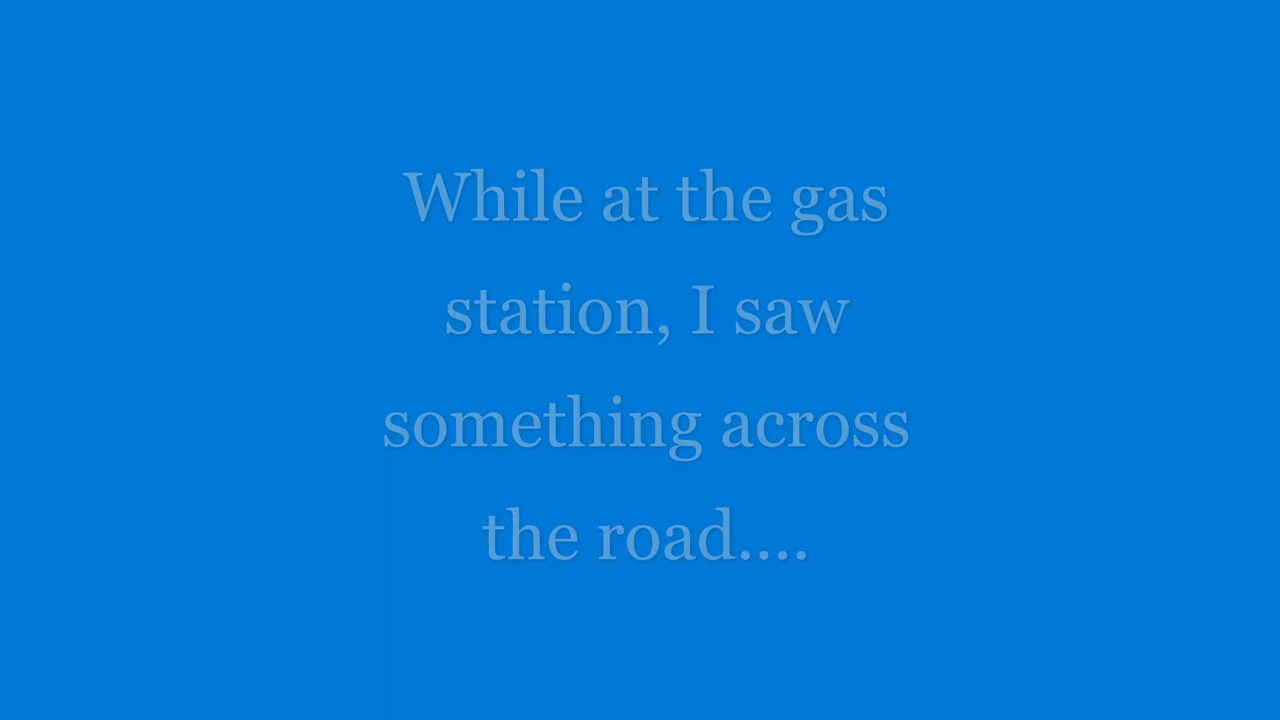 While at the gas
station, I saw
something across
the road....